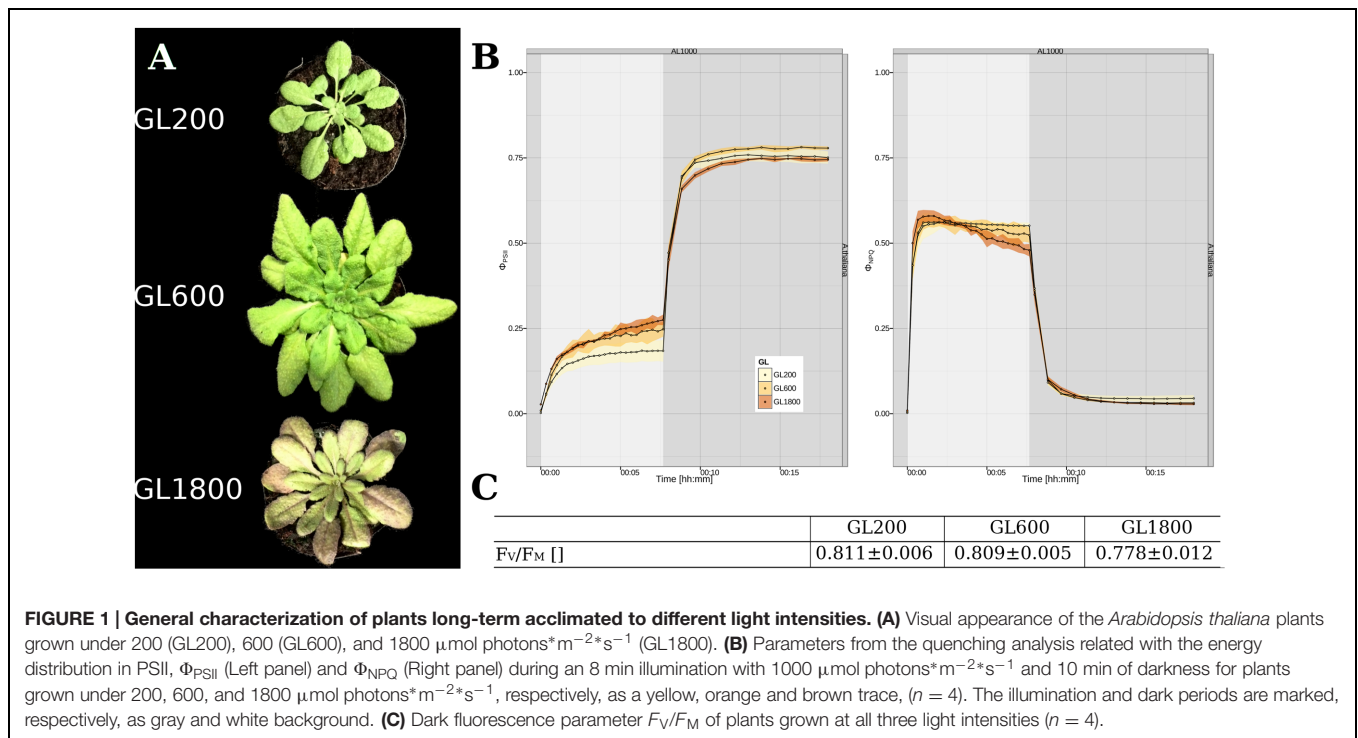 A
GL200
GL600
GL1800
B
AL1000
1.00
0.75
0.50
0.25
0.00
ΦPSII
00:00
00:05
00:10
00:15
Time [hh:mm]
GL
GL200
GL600
GL1800
AL1000
1.00
0.75
0.50
0.25
0.00
ΦNPQ
A.thaliana
00:00
00:05
00:10
00:15
Time [hh:mm]
C
GL200 GL600 GL1800
FV/FM [] 0.811±0.006 0.809±0.005 0.778±0.012
FIGURE 1 | General characterization of plants long-term acclimated to different light intensities. (A) Visual appearance of the Arabidopsis thaliana plants
grown under 200 (GL200), 600 (GL600), and 1800 μmol photons*m−2*s−1 (GL1800). (B) Parameters from the quenching analysis related with the energy
distribution in PSII, ΦPSII (Left panel) and ΦNPQ (Right panel) during an 8 min illumination with 1000 μmol photons*m−2*s−1 and 10 min of darkness for plants
grown under 200, 600, and 1800 μmol photons*m−2*s−1, respectively, as a yellow, orange and brown trace, (n = 4). The illumination and dark periods are marked,
respectively, as gray and white background. (C) Dark fluorescence parameter FV/FM of plants grown at all three light intensities (n = 4).